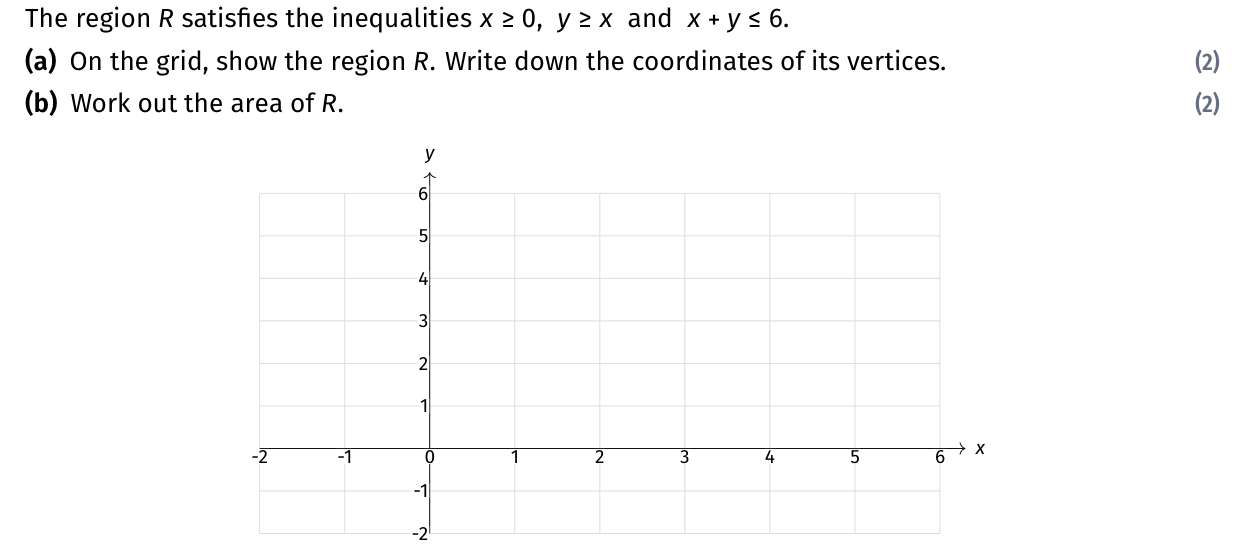 The region R satisfies the inequalities x ≥ 0, y ≥ x and x + y ≤ 6.
(a) On the grid, show the region R. Write down the coordinates of its vertices. (2)
(b) Work out the area of R. (2)
y
6
5
4
3
2
1
-2 -1 0 1 2 3 4 5 6 x
-1
-2